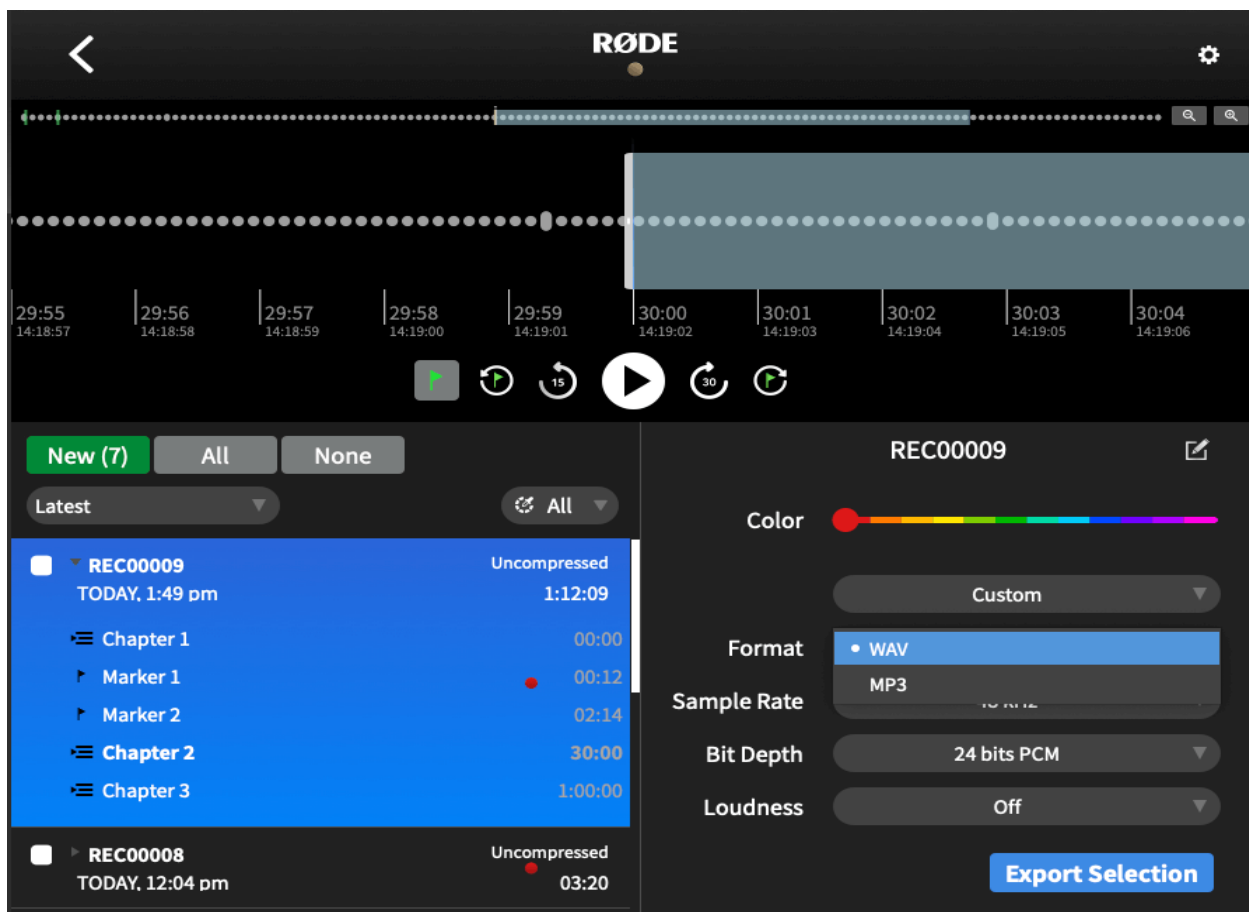 RØDE
29:55 29:56 29:57 29:58 29:59 30:00 30:01 30:02 30:03 30:04
14:18:57 14:18:58 14:18:59 14:19:00 14:19:01 14:19:02 14:19:03 14:19:04 14:19:05 14:19:06
15 30
New (7) All None
Latest All
REC00009 Uncompressed
TODAY, 1:49 pm 1:12:09
Chapter 1 00:00
Marker 1 00:12
Marker 2 02:14
Chapter 2 30:00
Chapter 3 1:00:00
REC00008 Uncompressed
TODAY, 12:04 pm 03:20
REC00009
Color
Custom
Format WAV
MP3
Sample Rate
Bit Depth 24 bits PCM
Loudness Off
Export Selection